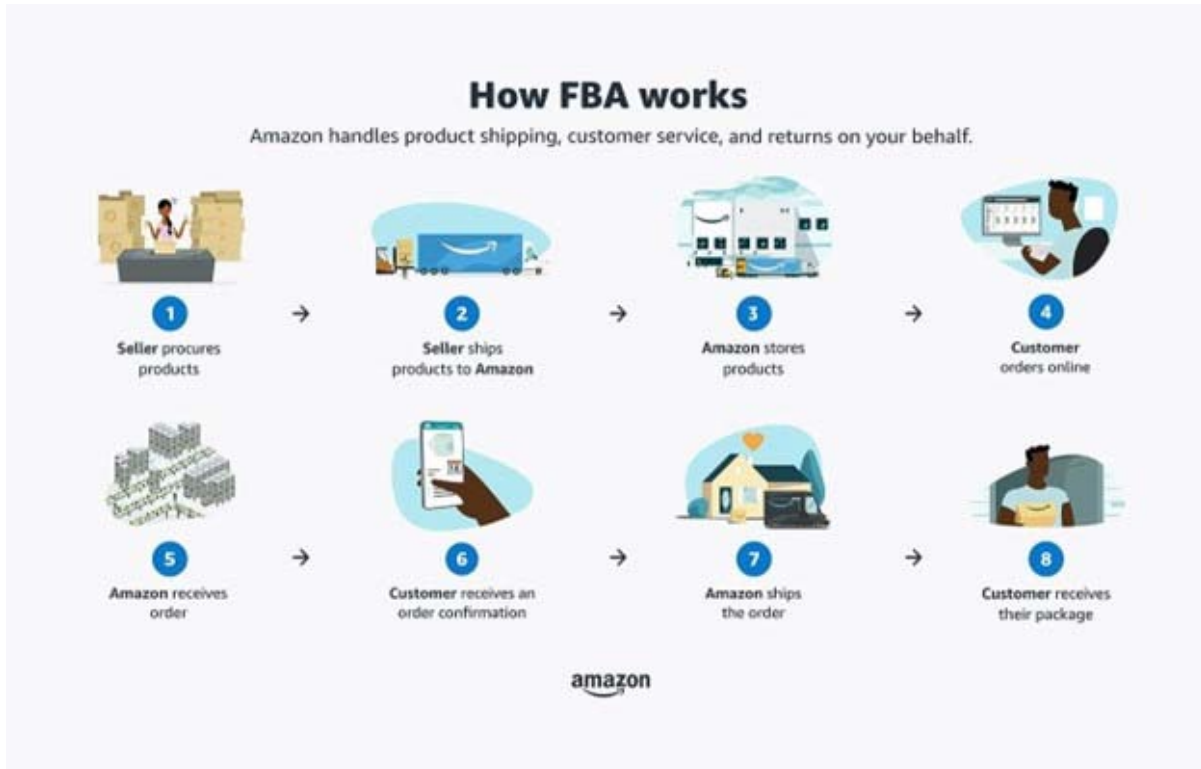 How FBA works
Amazon handles product shipping, customer service, and returns on your behalf.
1
Seller procures
products
2
Seller ships
products to Amazon
3
Amazon stores
products
4
Customer
orders online
5
Amazon receives
order
6
Customer receives an
order confirmation
7
Amazon ships
the order
8
Customer receives
their package
amazon